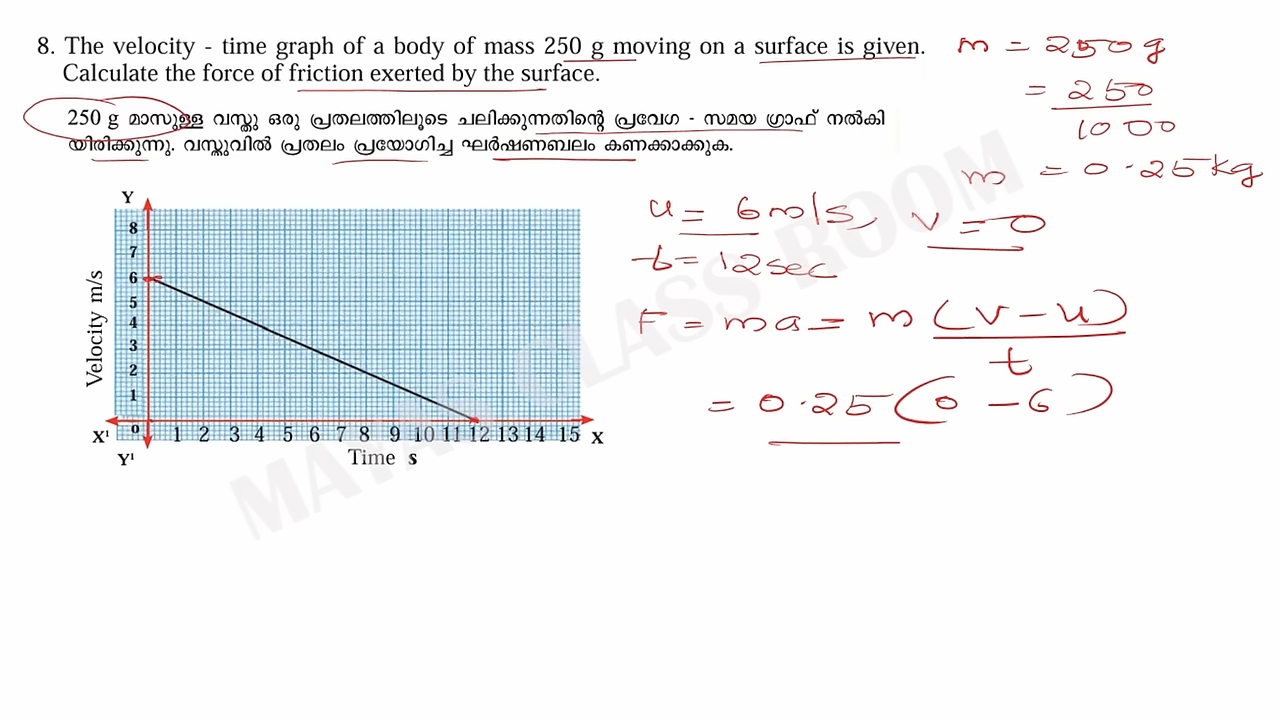 8. The velocity - time graph of a body of mass 250 g moving on a surface is given.
Calculate the force of friction exerted by the surface.
250 g മാസുള്ള വസ്തു ഒരു പ്രതലത്തിലൂടെ ചലിക്കുന്നതിന്റെ പ്രവേഗ - സമയ ഗ്രാഫ് നൽകി
യിരിക്കുന്നു. വസ്തുവിൽ പ്രതലം പ്രയോഗിച്ച ഘർഷണബലം കണക്കാക്കുക.
m = 250 g
= 250
1000
m = 0.25 kg
u = 6 m/s, v = 0
t = 12 sec
F = ma = m (v - u)
t
= 0.25 (0 - 6)
Y
8
7
6
5
4
3
2
1
0
Velocity m/s
X' 1 2 3 4 5 6 7 8 9 10 11 12 13 14 15 X
Y' Time s
MAYAS CLASS ROOM